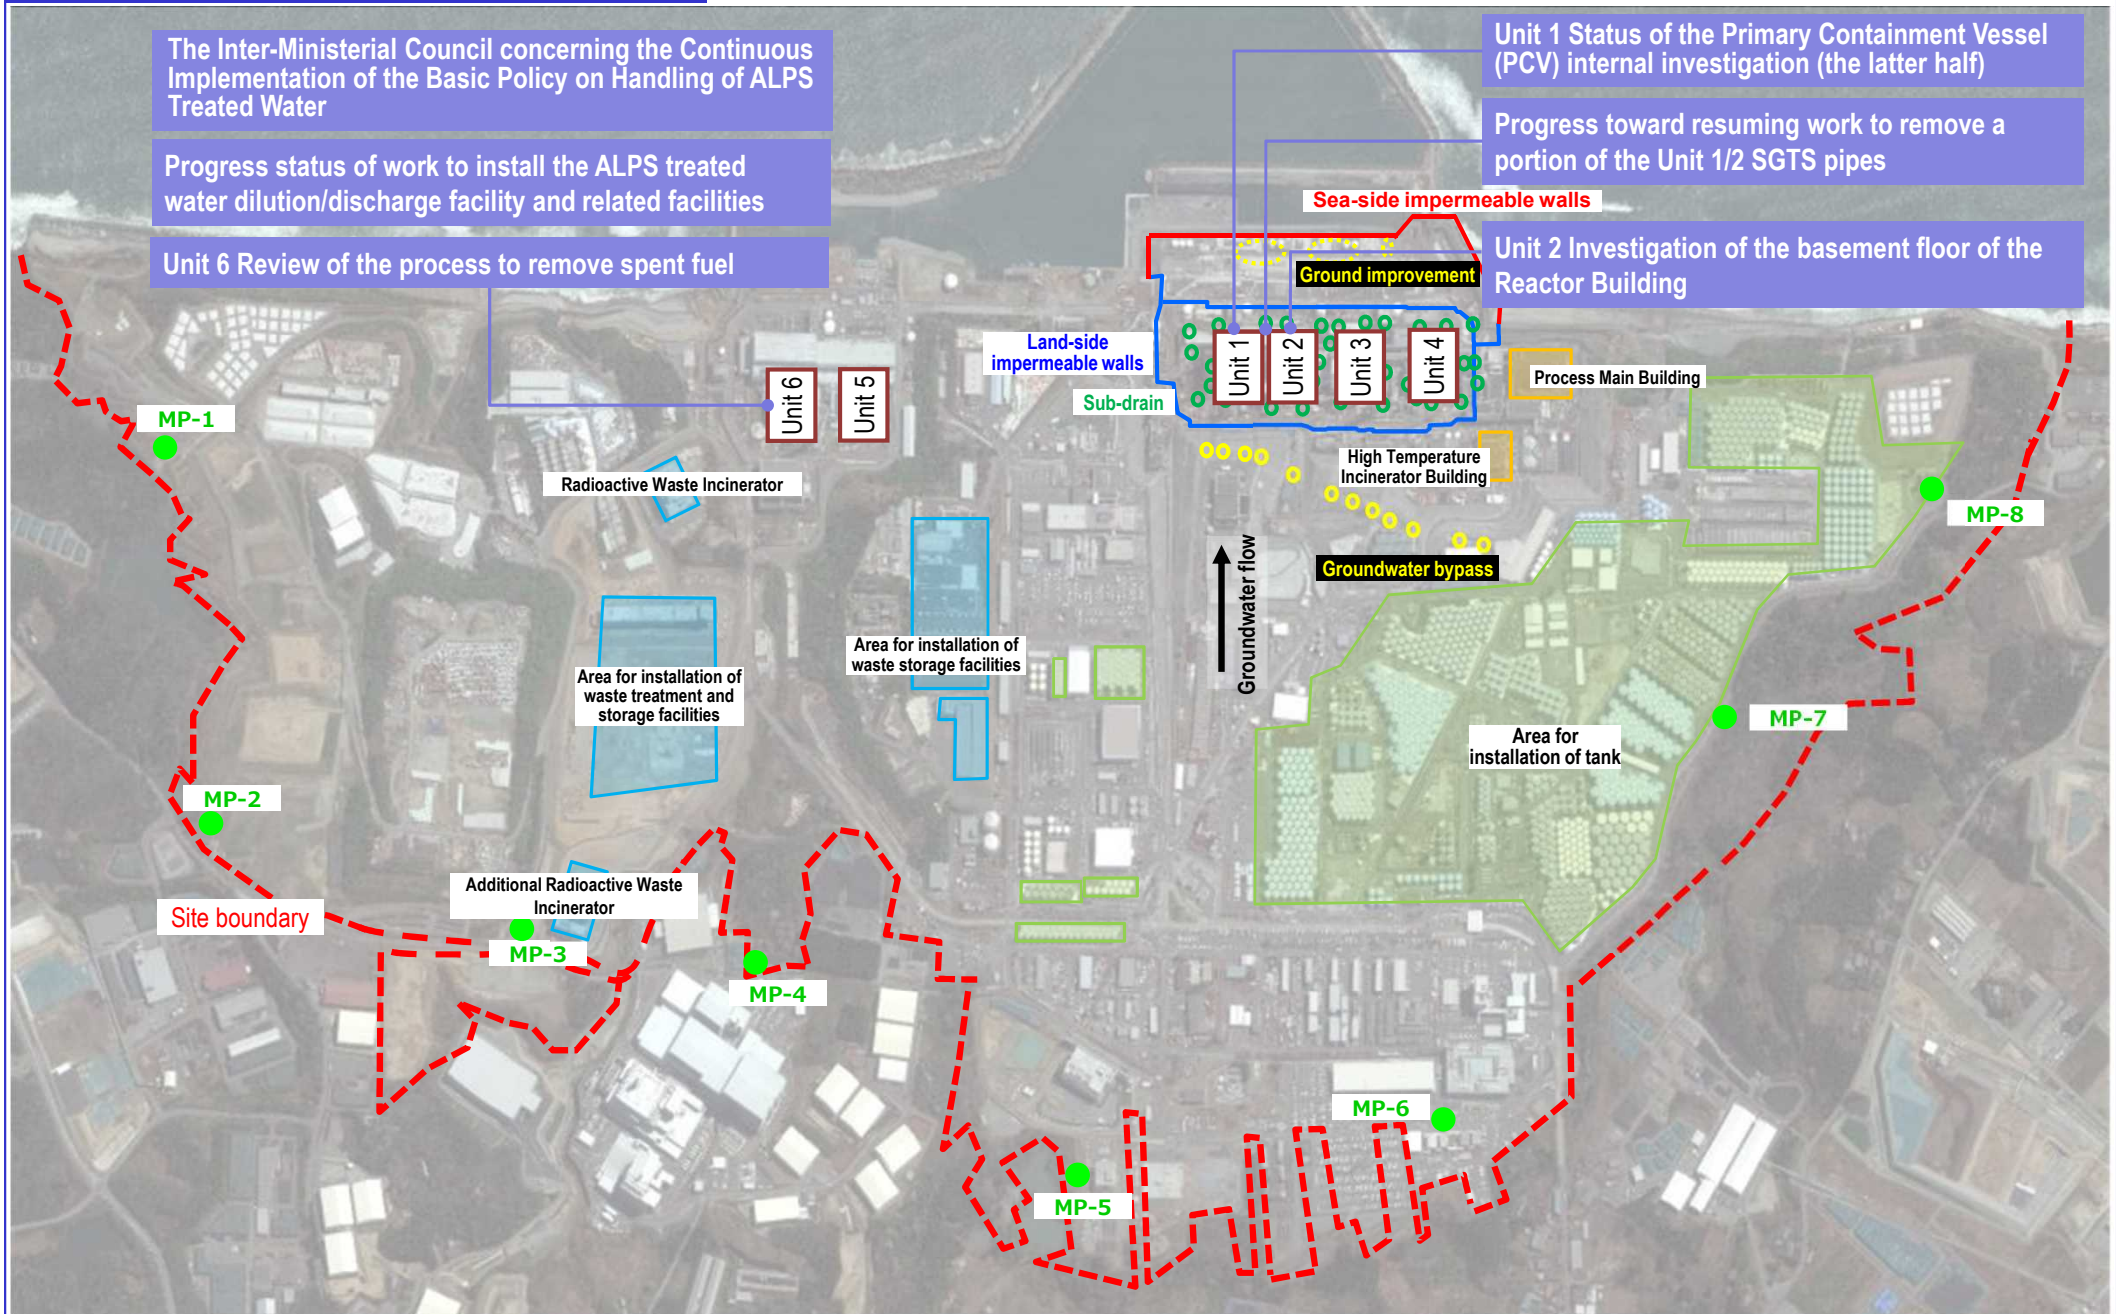 The Inter-Ministerial Council concerning the Continuous
Implementation of the Basic Policy on Handling of ALPS
Treated Water
Progress status of work to install the ALPS treated
water dilution/discharge facility and related facilities
Unit 6 Review of the process to remove spent fuel
Unit 1 Status of the Primary Containment Vessel
(PCV) internal investigation (the latter half)
Progress toward resuming work to remove a
portion of the Unit 1/2 SGTS pipes
Unit 2 Investigation of the basement floor of the
Reactor Building
Sea-side impermeable walls
Ground improvement
Land-side
impermeable walls
Sub-drain
Unit 1
Unit 2
Unit 3
Unit 4
Unit 6
Unit 5
Process Main Building
High Temperature
Incinerator Building
MP-1
Radioactive Waste Incinerator
MP-8
Groundwater bypass
Groundwater flow
Area for installation of
waste storage facilities
Area for installation of
waste treatment and
storage facilities
MP-7
Area for
installation of tank
MP-2
Additional Radioactive Waste
Incinerator
Site boundary
MP-3
MP-4
MP-6
MP-5